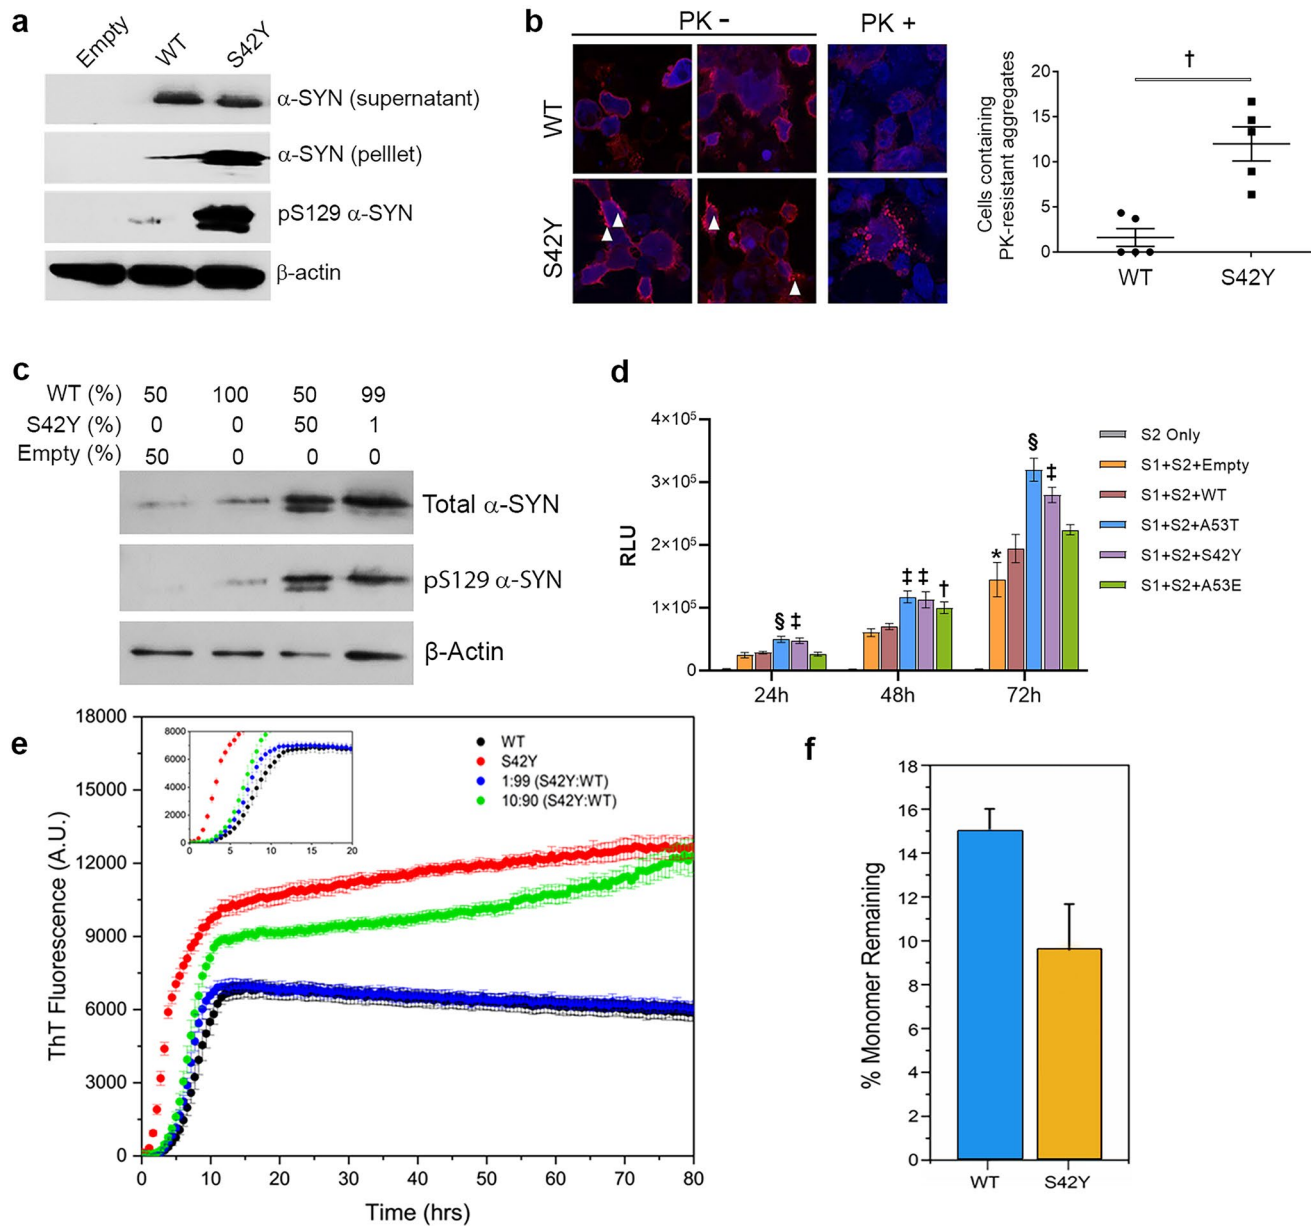 a
Empty
WT
S42Y
α-SYN (supernatant)
α-SYN (pelllet)
pS129 α-SYN
β-actin
b
PK -
PK +
WT
S42Y
Cells containing
PK-resistant aggregates
20
15
10
5
0
†
WT
S42Y
c
WT (%) 50 100 50 99
S42Y (%) 0 0 50 1
Empty (%) 50 0 0 0
Total α-SYN
pS129 α-SYN
β-Actin
d
RLU
4×10⁵
3×10⁵
2×10⁵
1×10⁵
0
§ ‡
‡ ‡ †
* § ‡
24h
48h
72h
S2 Only
S1+S2+Empty
S1+S2+WT
S1+S2+A53T
S1+S2+S42Y
S1+S2+A53E
e
ThT Fluorescence (A.U.)
18000
15000
12000
9000
6000
3000
0
0 10 20 30 40 50 60 70 80
Time (hrs)
8000
6000
4000
2000
0
0 5 10 15 20
WT
S42Y
1:99 (S42Y:WT)
10:90 (S42Y:WT)
f
% Monomer Remaining
18
16
14
12
10
8
6
4
2
0
WT
S42Y